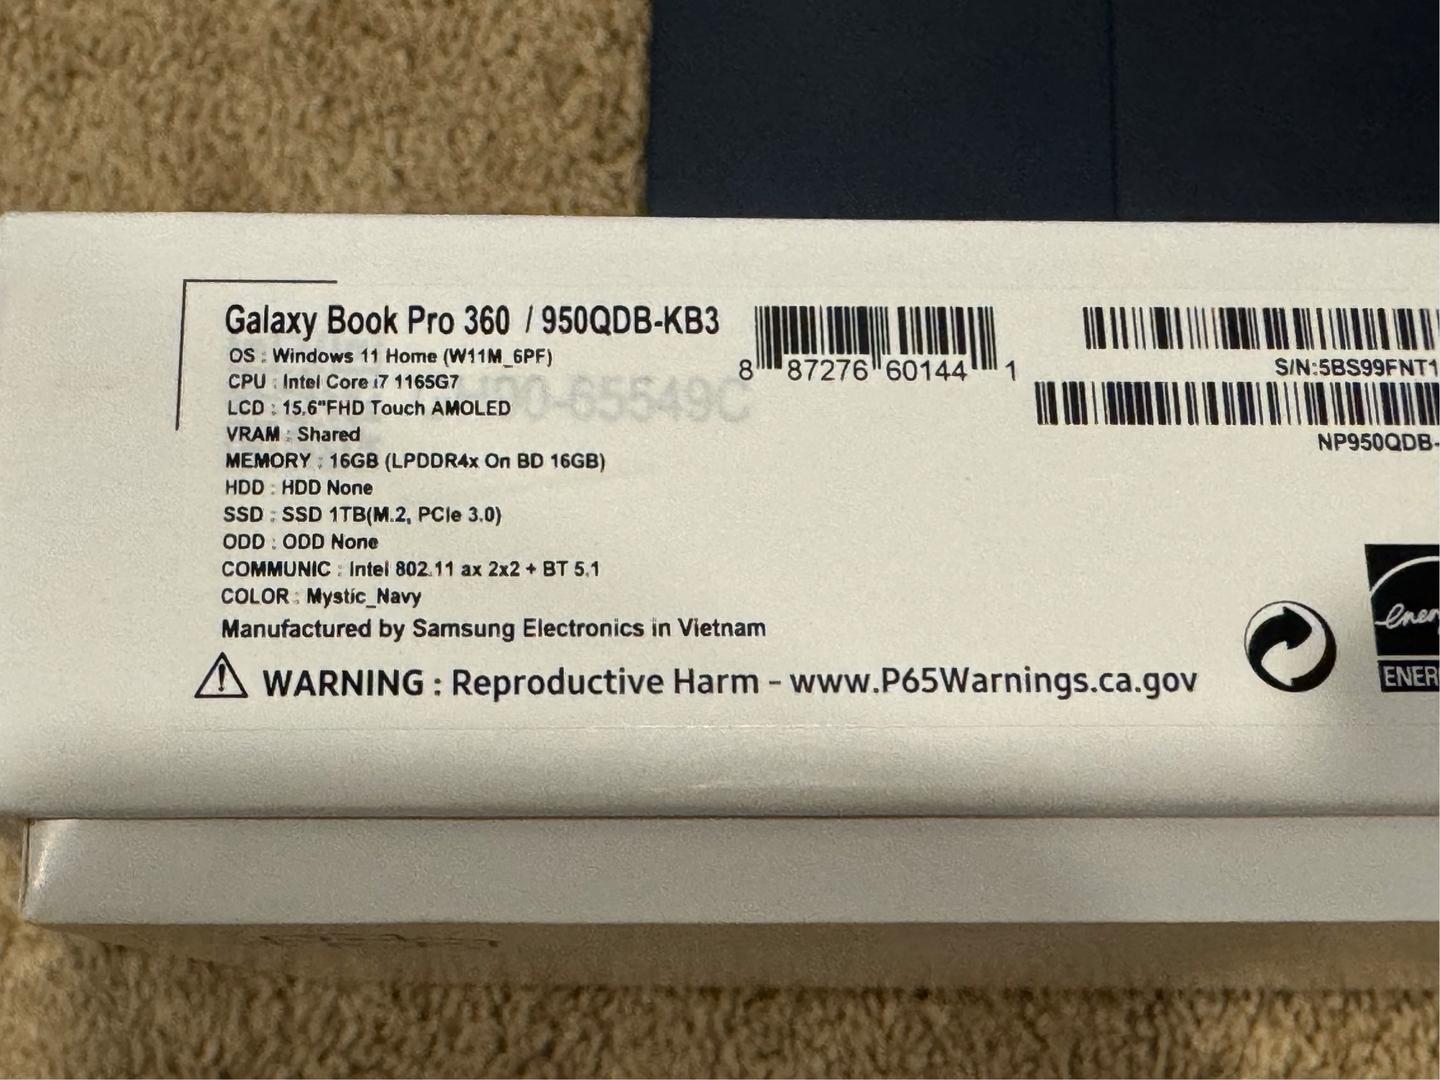 Galaxy Book Pro 360 / 950QDB-KB3
OS : Windows 11 Home (W11M_6PF)
CPU : Intel Core i7 1165G7
LCD : 15.6"FHD Touch AMOLED
VRAM : Shared
MEMORY : 16GB (LPDDR4x On BD 16GB)
HDD : HDD None
SSD : SSD 1TB(M.2, PCIe 3.0)
ODD : ODD None
COMMUNIC : Intel 802.11 ax 2x2 + BT 5.1
COLOR : Mystic_Navy
Manufactured by Samsung Electronics in Vietnam
WARNING : Reproductive Harm - www.P65Warnings.ca.gov
8 87276 60144 1
S/N:5BS99FNT1
NP950QDB-
65549C
ener
ENER